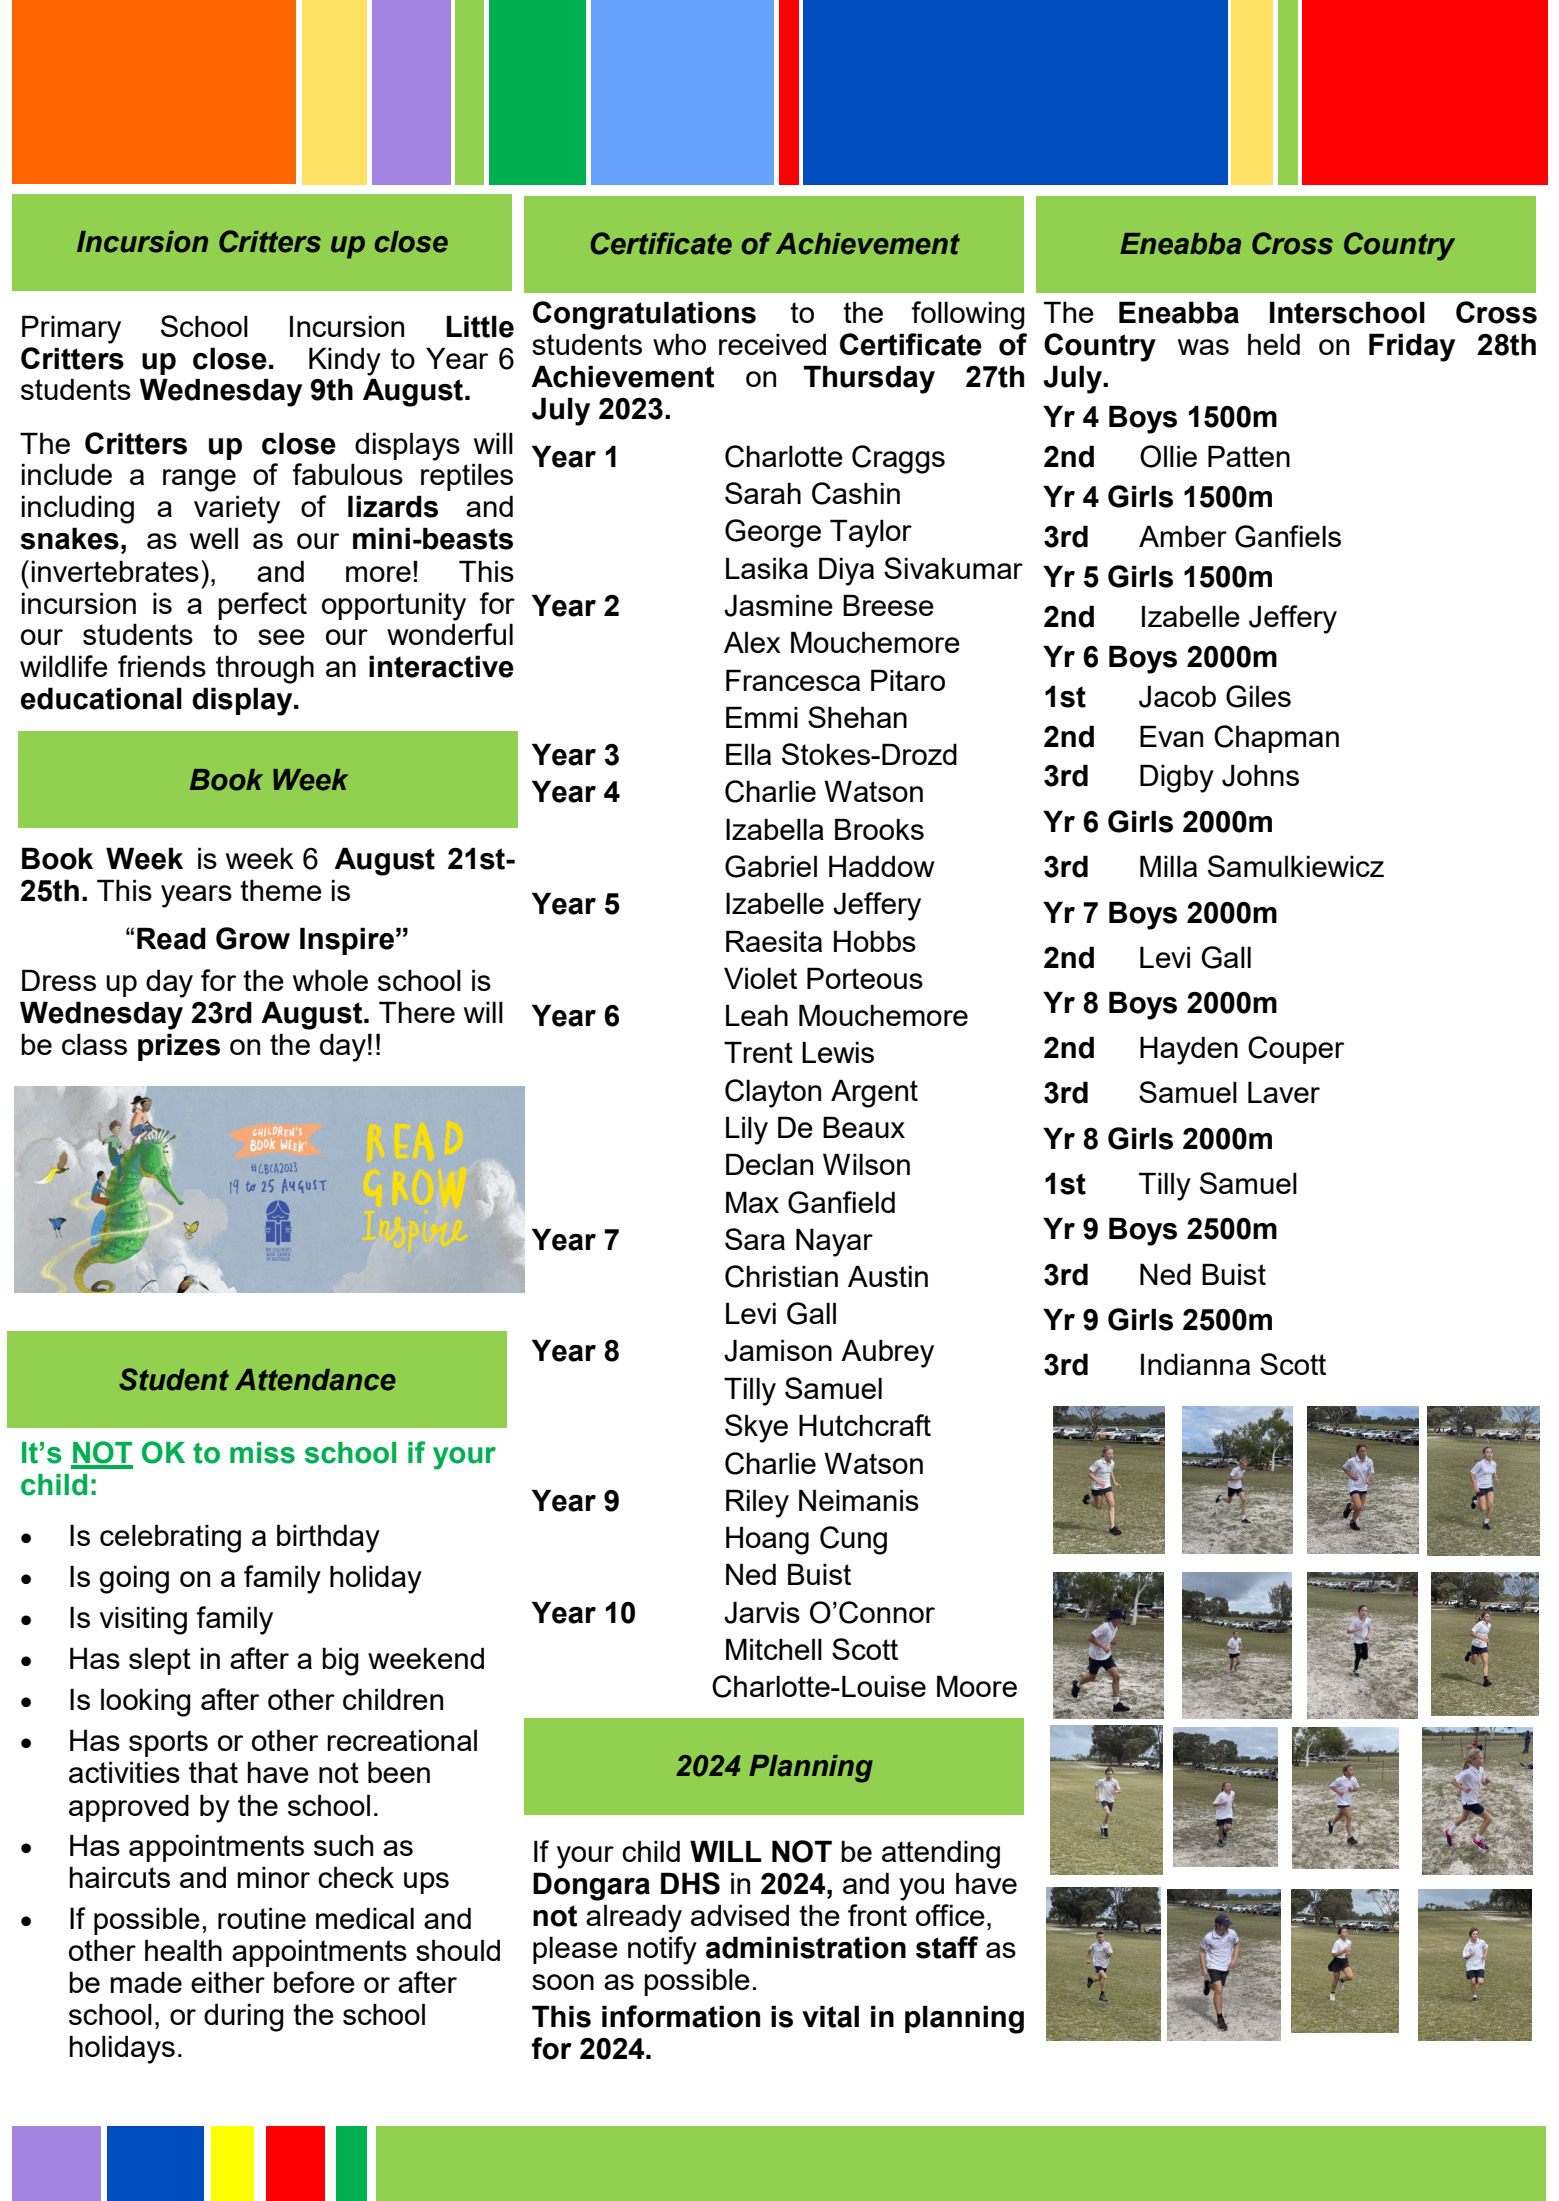 Incursion Critters up close
Primary School Incursion Little
Critters up close. Kindy to Year 6
students Wednesday 9th August.
The Critters up close displays will
include a range of fabulous reptiles
including a variety of lizards and
snakes, as well as our mini-beasts
(invertebrates), and more! This
incursion is a perfect opportunity for
our students to see our wonderful
wildlife friends through an interactive
educational display.
Book Week
Book Week is week 6 August 21st-
25th. This years theme is
“Read Grow Inspire”
Dress up day for the whole school is
Wednesday 23rd August. There will
be class prizes on the day!!
CHILDREN'S
BOOK WEEK
#CBCA2023
19 to 25 AUGUST
READ
GROW
Inspire
Student Attendance
It’s NOT OK to miss school if your
child:
• Is celebrating a birthday
• Is going on a family holiday
• Is visiting family
• Has slept in after a big weekend
• Is looking after other children
• Has sports or other recreational
activities that have not been
approved by the school.
• Has appointments such as
haircuts and minor check ups
• If possible, routine medical and
other health appointments should
be made either before or after
school, or during the school
holidays.
Certificate of Achievement
Congratulations to the following
students who received Certificate of
Achievement on Thursday 27th
July 2023.
Year 1 Charlotte Craggs
Sarah Cashin
George Taylor
Lasika Diya Sivakumar
Year 2 Jasmine Breese
Alex Mouchemore
Francesca Pitaro
Emmi Shehan
Year 3 Ella Stokes-Drozd
Year 4 Charlie Watson
Izabella Brooks
Gabriel Haddow
Year 5 Izabelle Jeffery
Raesita Hobbs
Violet Porteous
Year 6 Leah Mouchemore
Trent Lewis
Clayton Argent
Lily De Beaux
Declan Wilson
Max Ganfield
Year 7 Sara Nayar
Christian Austin
Levi Gall
Year 8 Jamison Aubrey
Tilly Samuel
Skye Hutchcraft
Charlie Watson
Year 9 Riley Neimanis
Hoang Cung
Ned Buist
Year 10 Jarvis O’Connor
Mitchell Scott
Charlotte-Louise Moore
2024 Planning
If your child WILL NOT be attending
Dongara DHS in 2024, and you have
not already advised the front office,
please notify administration staff as
soon as possible.
This information is vital in planning
for 2024.
Eneabba Cross Country
The Eneabba Interschool Cross
Country was held on Friday 28th
July.
Yr 4 Boys 1500m
2nd Ollie Patten
Yr 4 Girls 1500m
3rd Amber Ganfiels
Yr 5 Girls 1500m
2nd Izabelle Jeffery
Yr 6 Boys 2000m
1st Jacob Giles
2nd Evan Chapman
3rd Digby Johns
Yr 6 Girls 2000m
3rd Milla Samulkiewicz
Yr 7 Boys 2000m
2nd Levi Gall
Yr 8 Boys 2000m
2nd Hayden Couper
3rd Samuel Laver
Yr 8 Girls 2000m
1st Tilly Samuel
Yr 9 Boys 2500m
3rd Ned Buist
Yr 9 Girls 2500m
3rd Indianna Scott